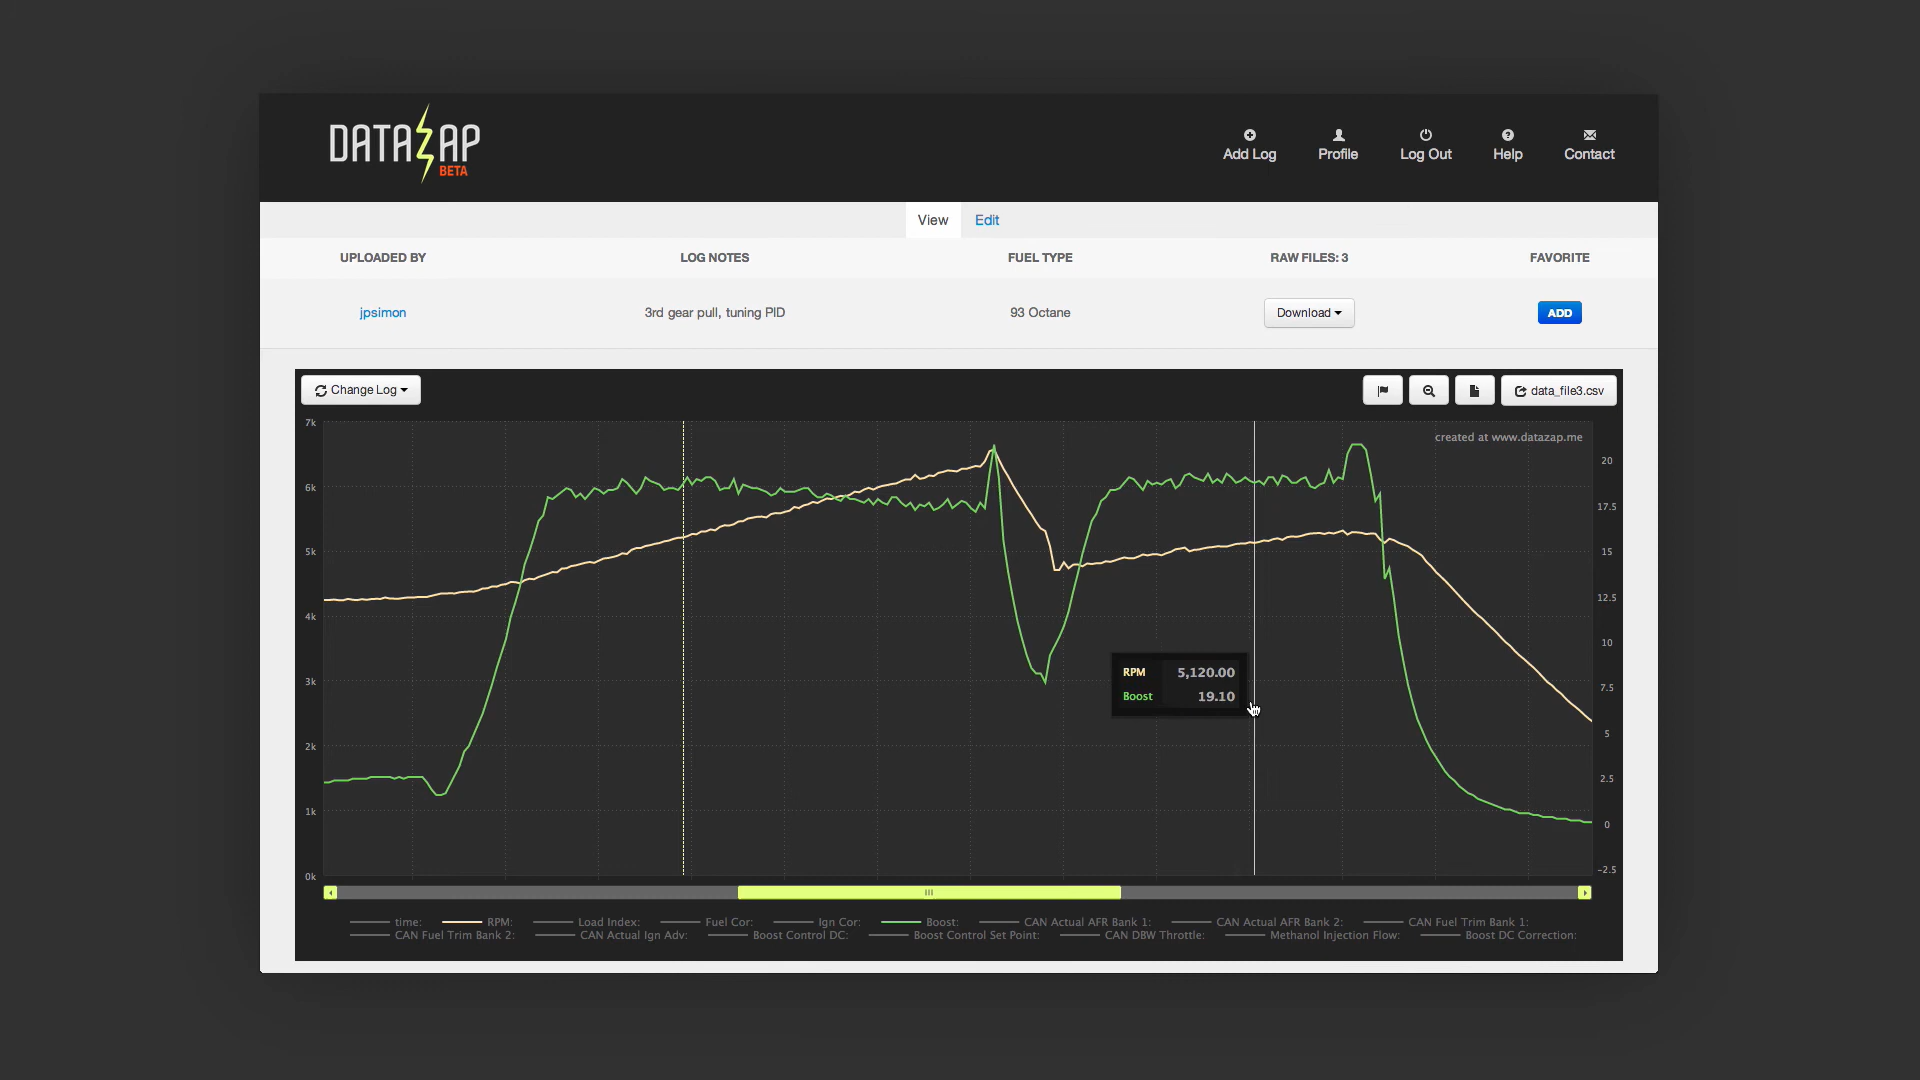 DATAZAP
BETA
Add Log Profile Log Out Help Contact
View Edit
UPLOADED BY LOG NOTES FUEL TYPE RAW FILES: 3 FAVORITE
jpsimon 3rd gear pull, tuning PID 93 Octane Download ADD
Change Log data_file3.csv
created at www.datazap.me
7k
6k
5k
4k
3k
2k
1k
0k
20
17.5
15
12.5
10
7.5
5
2.5
0
-2.5
RPM 5,120.00
Boost 19.10
time: RPM: Load Index: Fuel Cor: Ign Cor: Boost: CAN Actual AFR Bank 1: CAN Actual AFR Bank 2: CAN Fuel Trim Bank 1:
CAN Fuel Trim Bank 2: CAN Actual Ign Adv: Boost Control DC: Boost Control Set Point: CAN DBW Throttle: Methanol Injection Flow: Boost DC Correction: